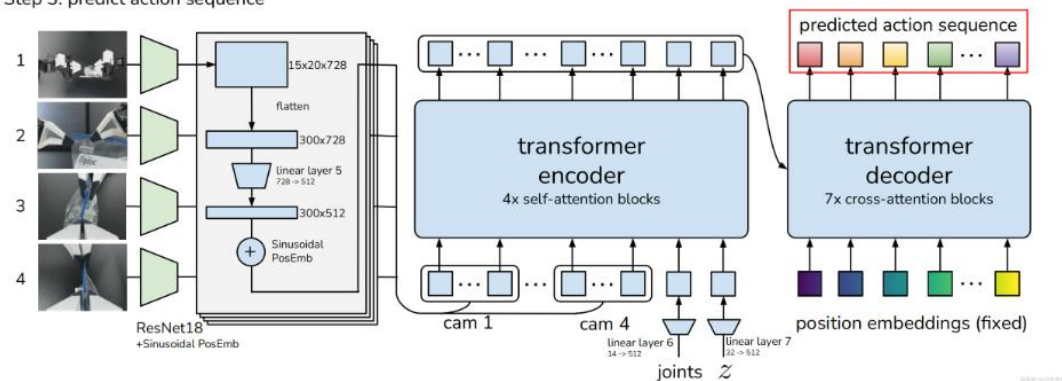 Step 3: predict action sequence
1
2
3
4
15x20x728
flatten
300x728
linear layer 5
728 -> 512
300x512
+
Sinusoidal
PosEmb
ResNet18
+Sinusoidal PosEmb
...
...
...
transformer
encoder
4x self-attention blocks
...
...
...
cam 1
cam 4
linear layer 6
14 -> 512
linear layer 7
32 -> 512
joints
z
predicted action sequence
...
transformer
decoder
7x cross-attention blocks
...
position embeddings (fixed)